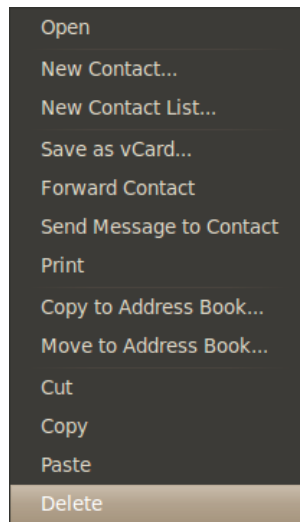 Open
New Contact...
New Contact List...
Save as vCard...
Forward Contact
Send Message to Contact
Print
Copy to Address Book...
Move to Address Book...
Cut
Copy
Paste
Delete